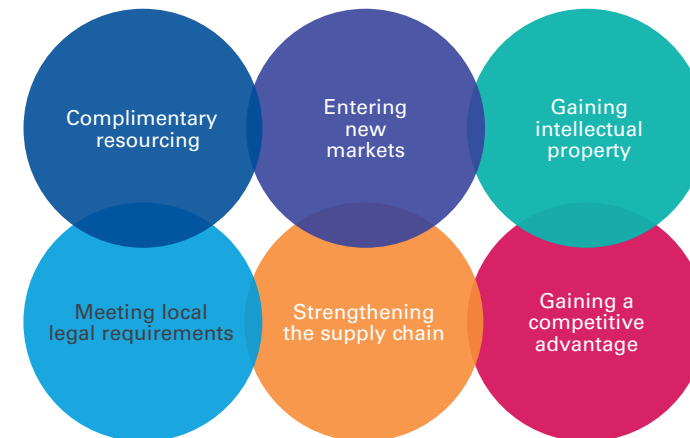 Complimentary
resourcing
Entering
new
markets
Gaining
intellectual
property
Meeting local
legal requirements
Strengthening
the supply chain
Gaining a
competitive
advantage